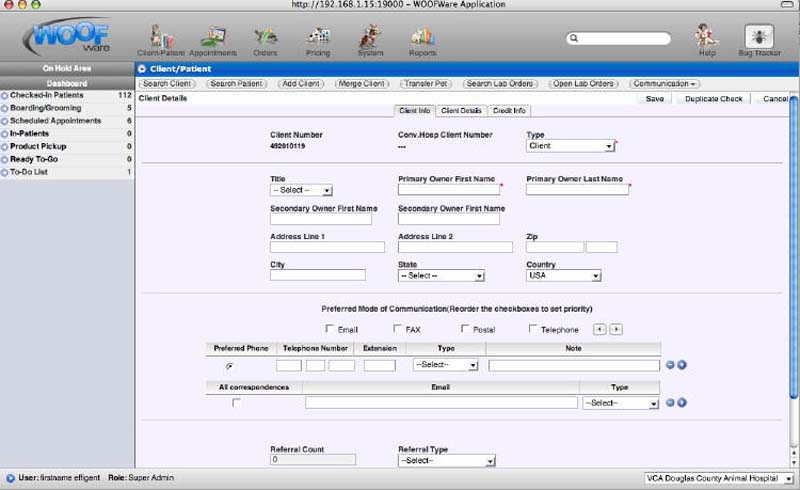 http://192.168.1.15:19000 - WOOFWare Application
WOOF ware
Client-Patient Appointments Orders Pricing System Reports Help Bug Tracker
On Hold Area
Dashboard
Checked-in Patients 112
Boarding/Grooming 5
Scheduled Appointments 6
In-Patients 0
Product Pickup 0
Ready To-Go 0
To-Do List 1
Client/Patient
Search Client Search Patient Add Client Merge Client Transfer Pet Search Lab Orders Open Lab Orders Communication
Client Details Save Duplicate Check Cancel
Client Info Client Details Credit Info
Client Number Conv.Hosp Client Number Type
492010119 --- Client *
Title Primary Owner First Name Primary Owner Last Name
-- Select -- * *
Secondary Owner First Name Secondary Owner First Name
Address Line 1 Address Line 2 Zip
City State Country
-- Select -- USA
Preferred Mode of Communication(Reorder the checkboxes to set priority)
Email FAX Postal Telephone
Preferred Phone Telephone Number Extension Type Note
--Select--
All correspondences Email Type
--Select--
Referral Count Referral Type
0 --Select--
User: firstname effigent Role: Super Admin VCA Douglas County Animal Hospital